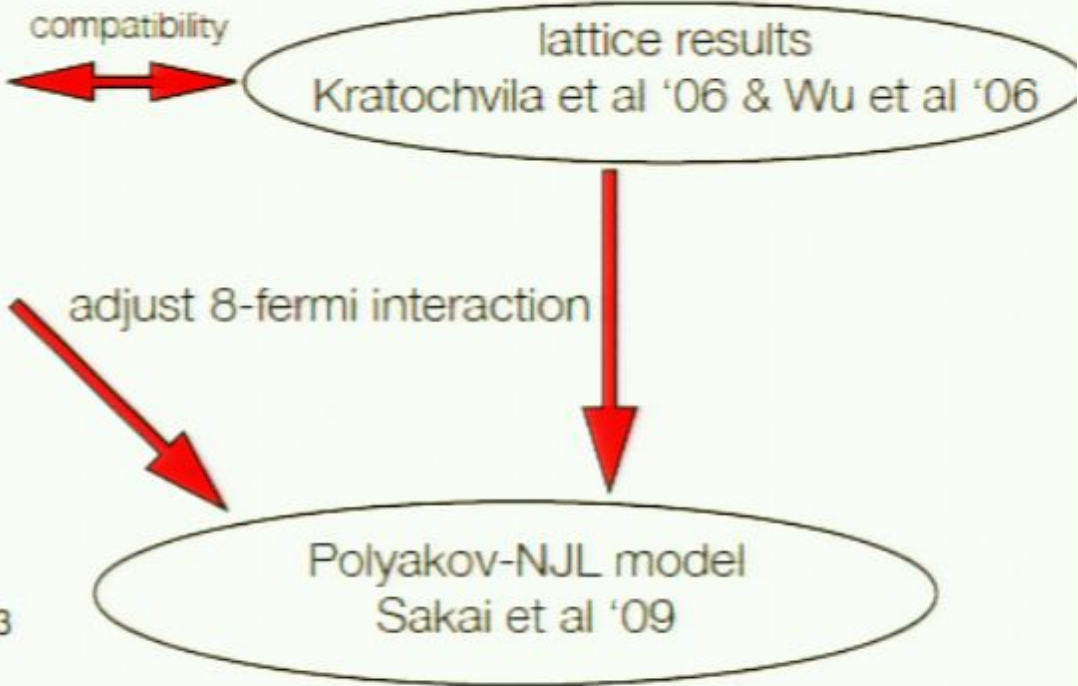 compatibility
lattice results
Kratochvila et al ‘06 & Wu et al ‘06
adjust 8-fermi interaction
Polyakov-NJL model
Sakai et al ‘09
3